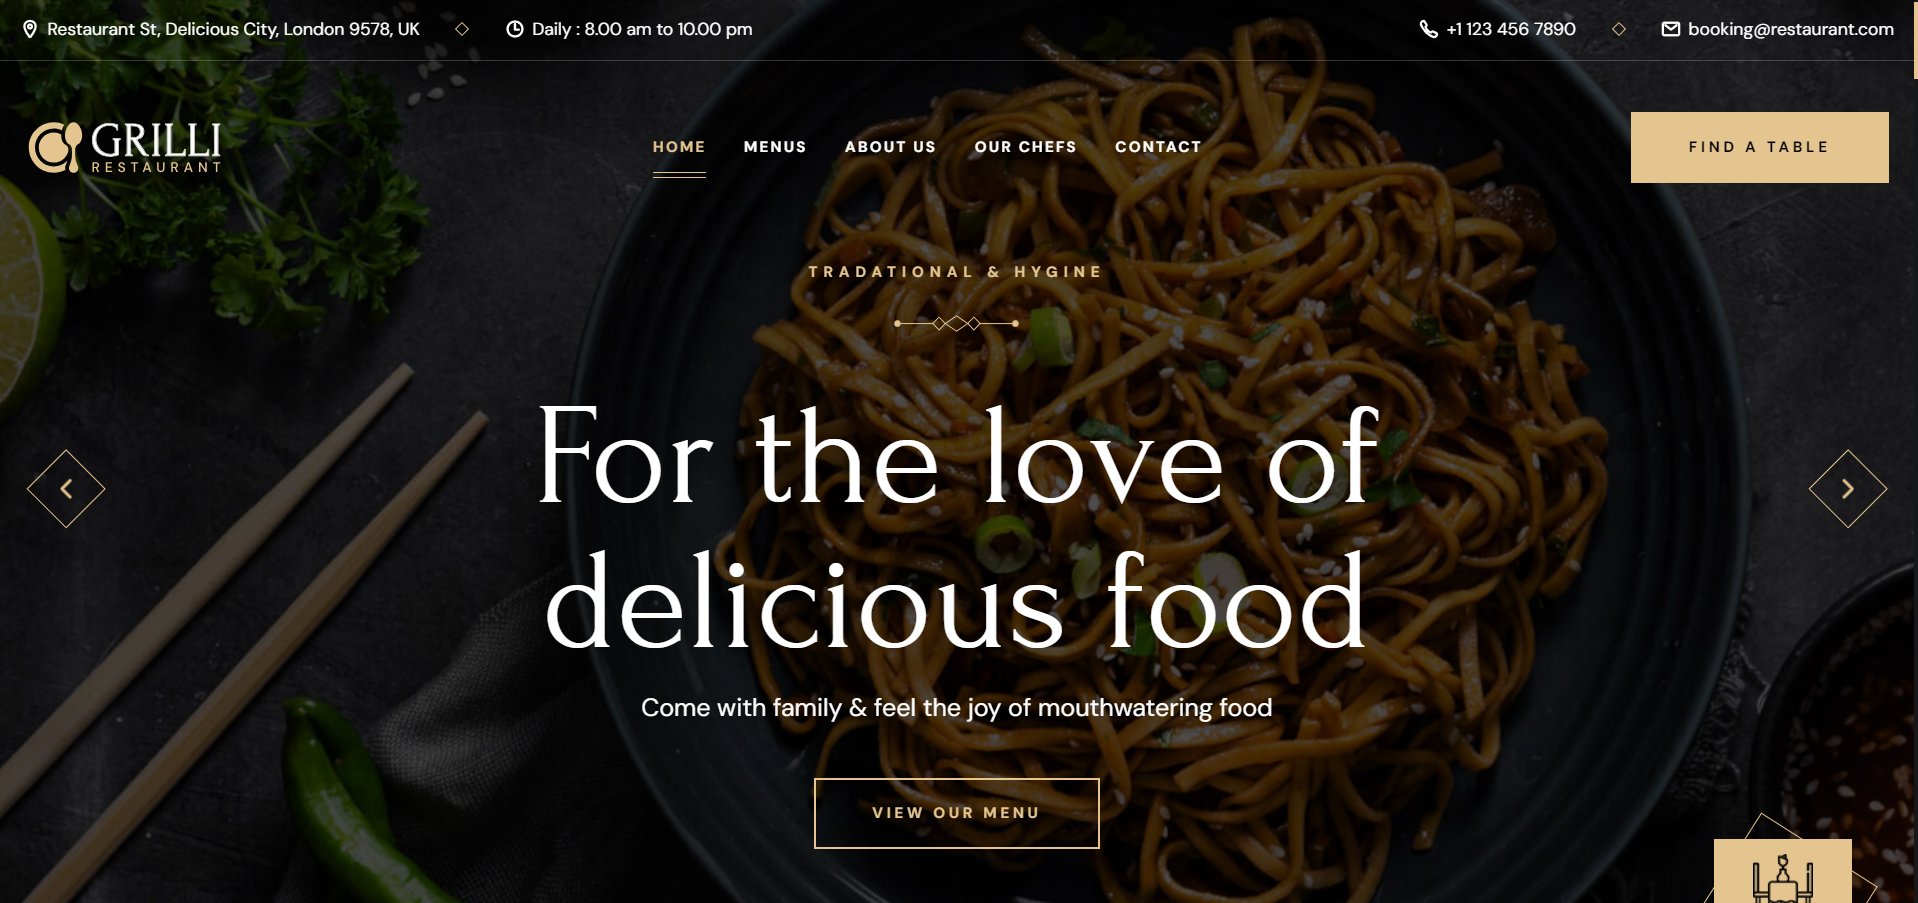 Restaurant St, Delicious City, London 9578, UK
Daily : 8.00 am to 10.00 pm
+1 123 456 7890
booking@restaurant.com
GRILLI
RESTAURANT
HOME
MENUS
ABOUT US
OUR CHEFS
CONTACT
FIND A TABLE
TRADATIONAL & HYGINE
For the love of
delicious food
Come with family & feel the joy of mouthwatering food
VIEW OUR MENU